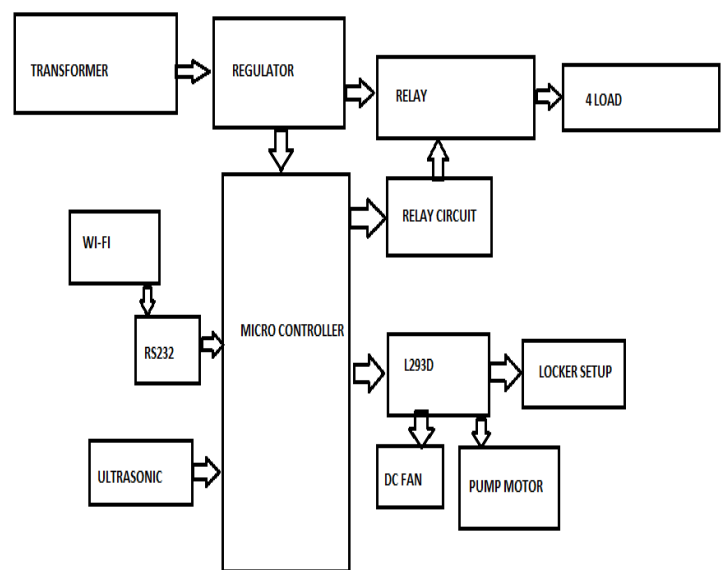 TRANSFORMER
REGULATOR
RELAY
4 LOAD
WI-FI
RELAY CIRCUIT
RS232
MICRO CONTROLLER
L293D
LOCKER SETUP
ULTRASONIC
DC FAN
PUMP MOTOR